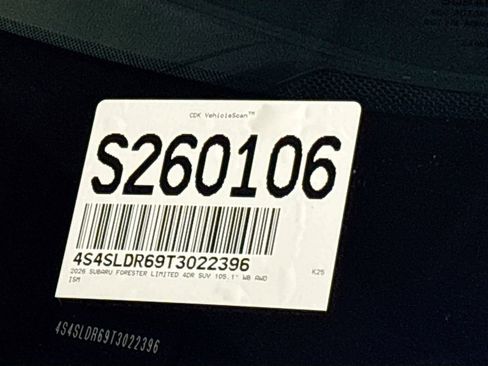 CDK VehicleScan™
S260106
4S4SLDR69T3022396
2026 SUBARU FORESTER LIMITED 4DR SUV 105.1" WB AWD
K25
ISM
4S4SLDR69T3022396